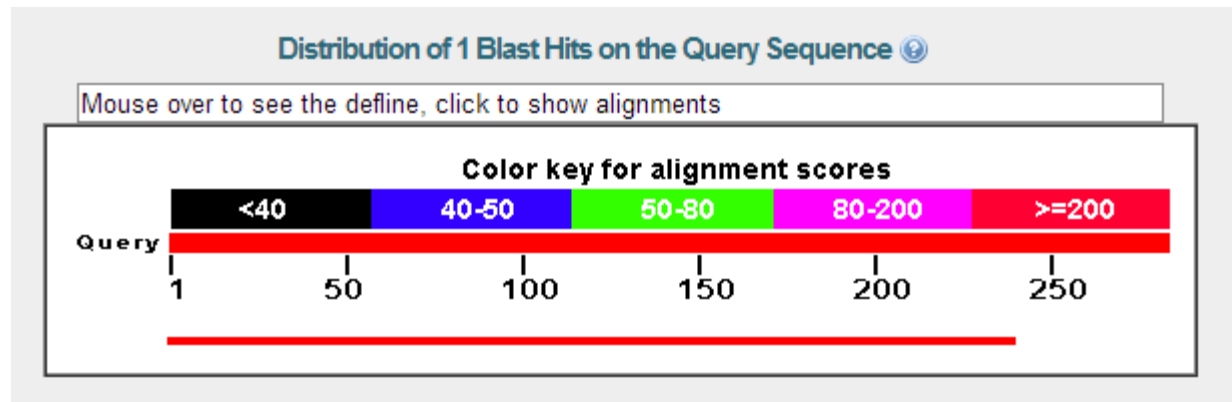 Distribution of 1 Blast Hits on the Query Sequence ?
Mouse over to see the defline, click to show alignments
Color key for alignment scores
<40 40-50 50-80 80-200 >=200
Query
1 50 100 150 200 250